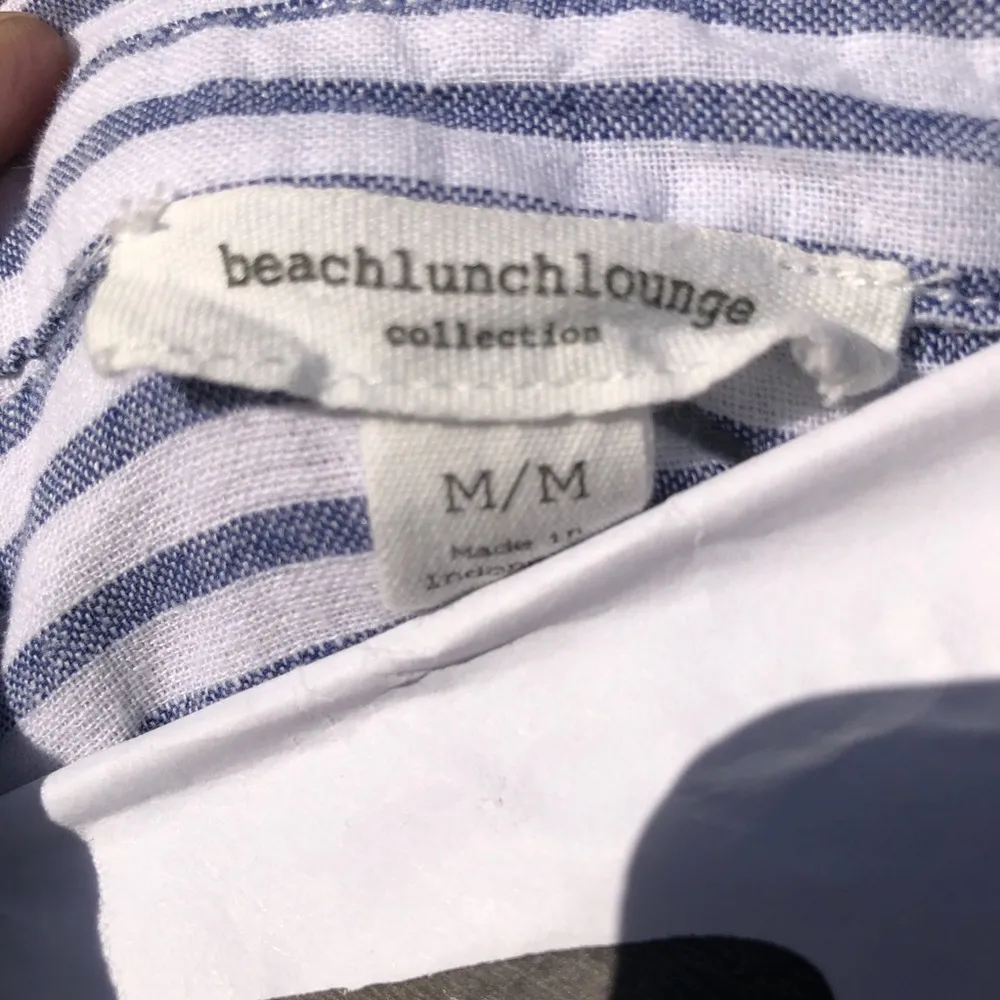 beachlunchlounge
collection
M/M
Made in